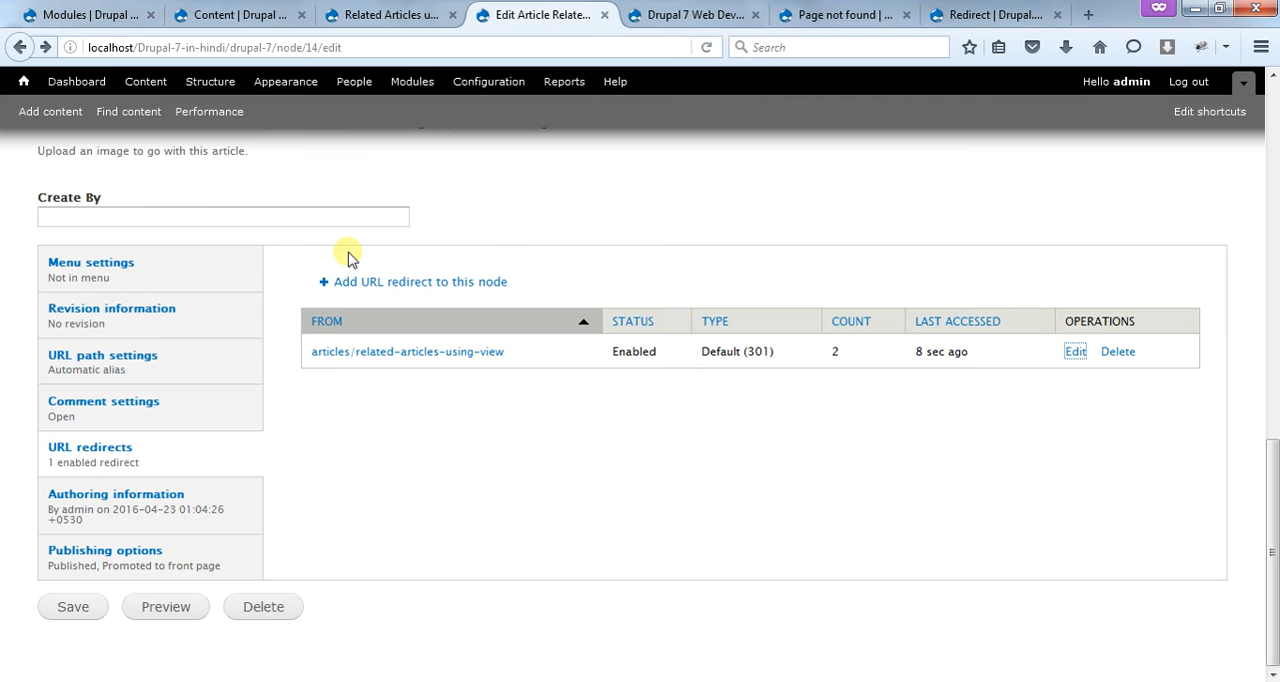 Modules | Drupal ...
Content | Drupal ...
Related Articles u...
Edit Article Relate...
Drupal 7 Web Dev...
Page not found | ...
Redirect | Drupal....
localhost/Drupal-7-in-hindi/drupal-7/node/14/edit
Search
Dashboard Content Structure Appearance People Modules Configuration Reports Help
Hello admin Log out
Add content Find content Performance
Edit shortcuts
Upload an image to go with this article.
Create By
Menu settings
Not in menu
Revision information
No revision
URL path settings
Automatic alias
Comment settings
Open
URL redirects
1 enabled redirect
Authoring information
By admin on 2016-04-23 01:04:26
+0530
Publishing options
Published, Promoted to front page
+ Add URL redirect to this node
FROM STATUS TYPE COUNT LAST ACCESSED OPERATIONS
articles/related-articles-using-view Enabled Default (301) 2 8 sec ago Edit Delete
Save Preview Delete